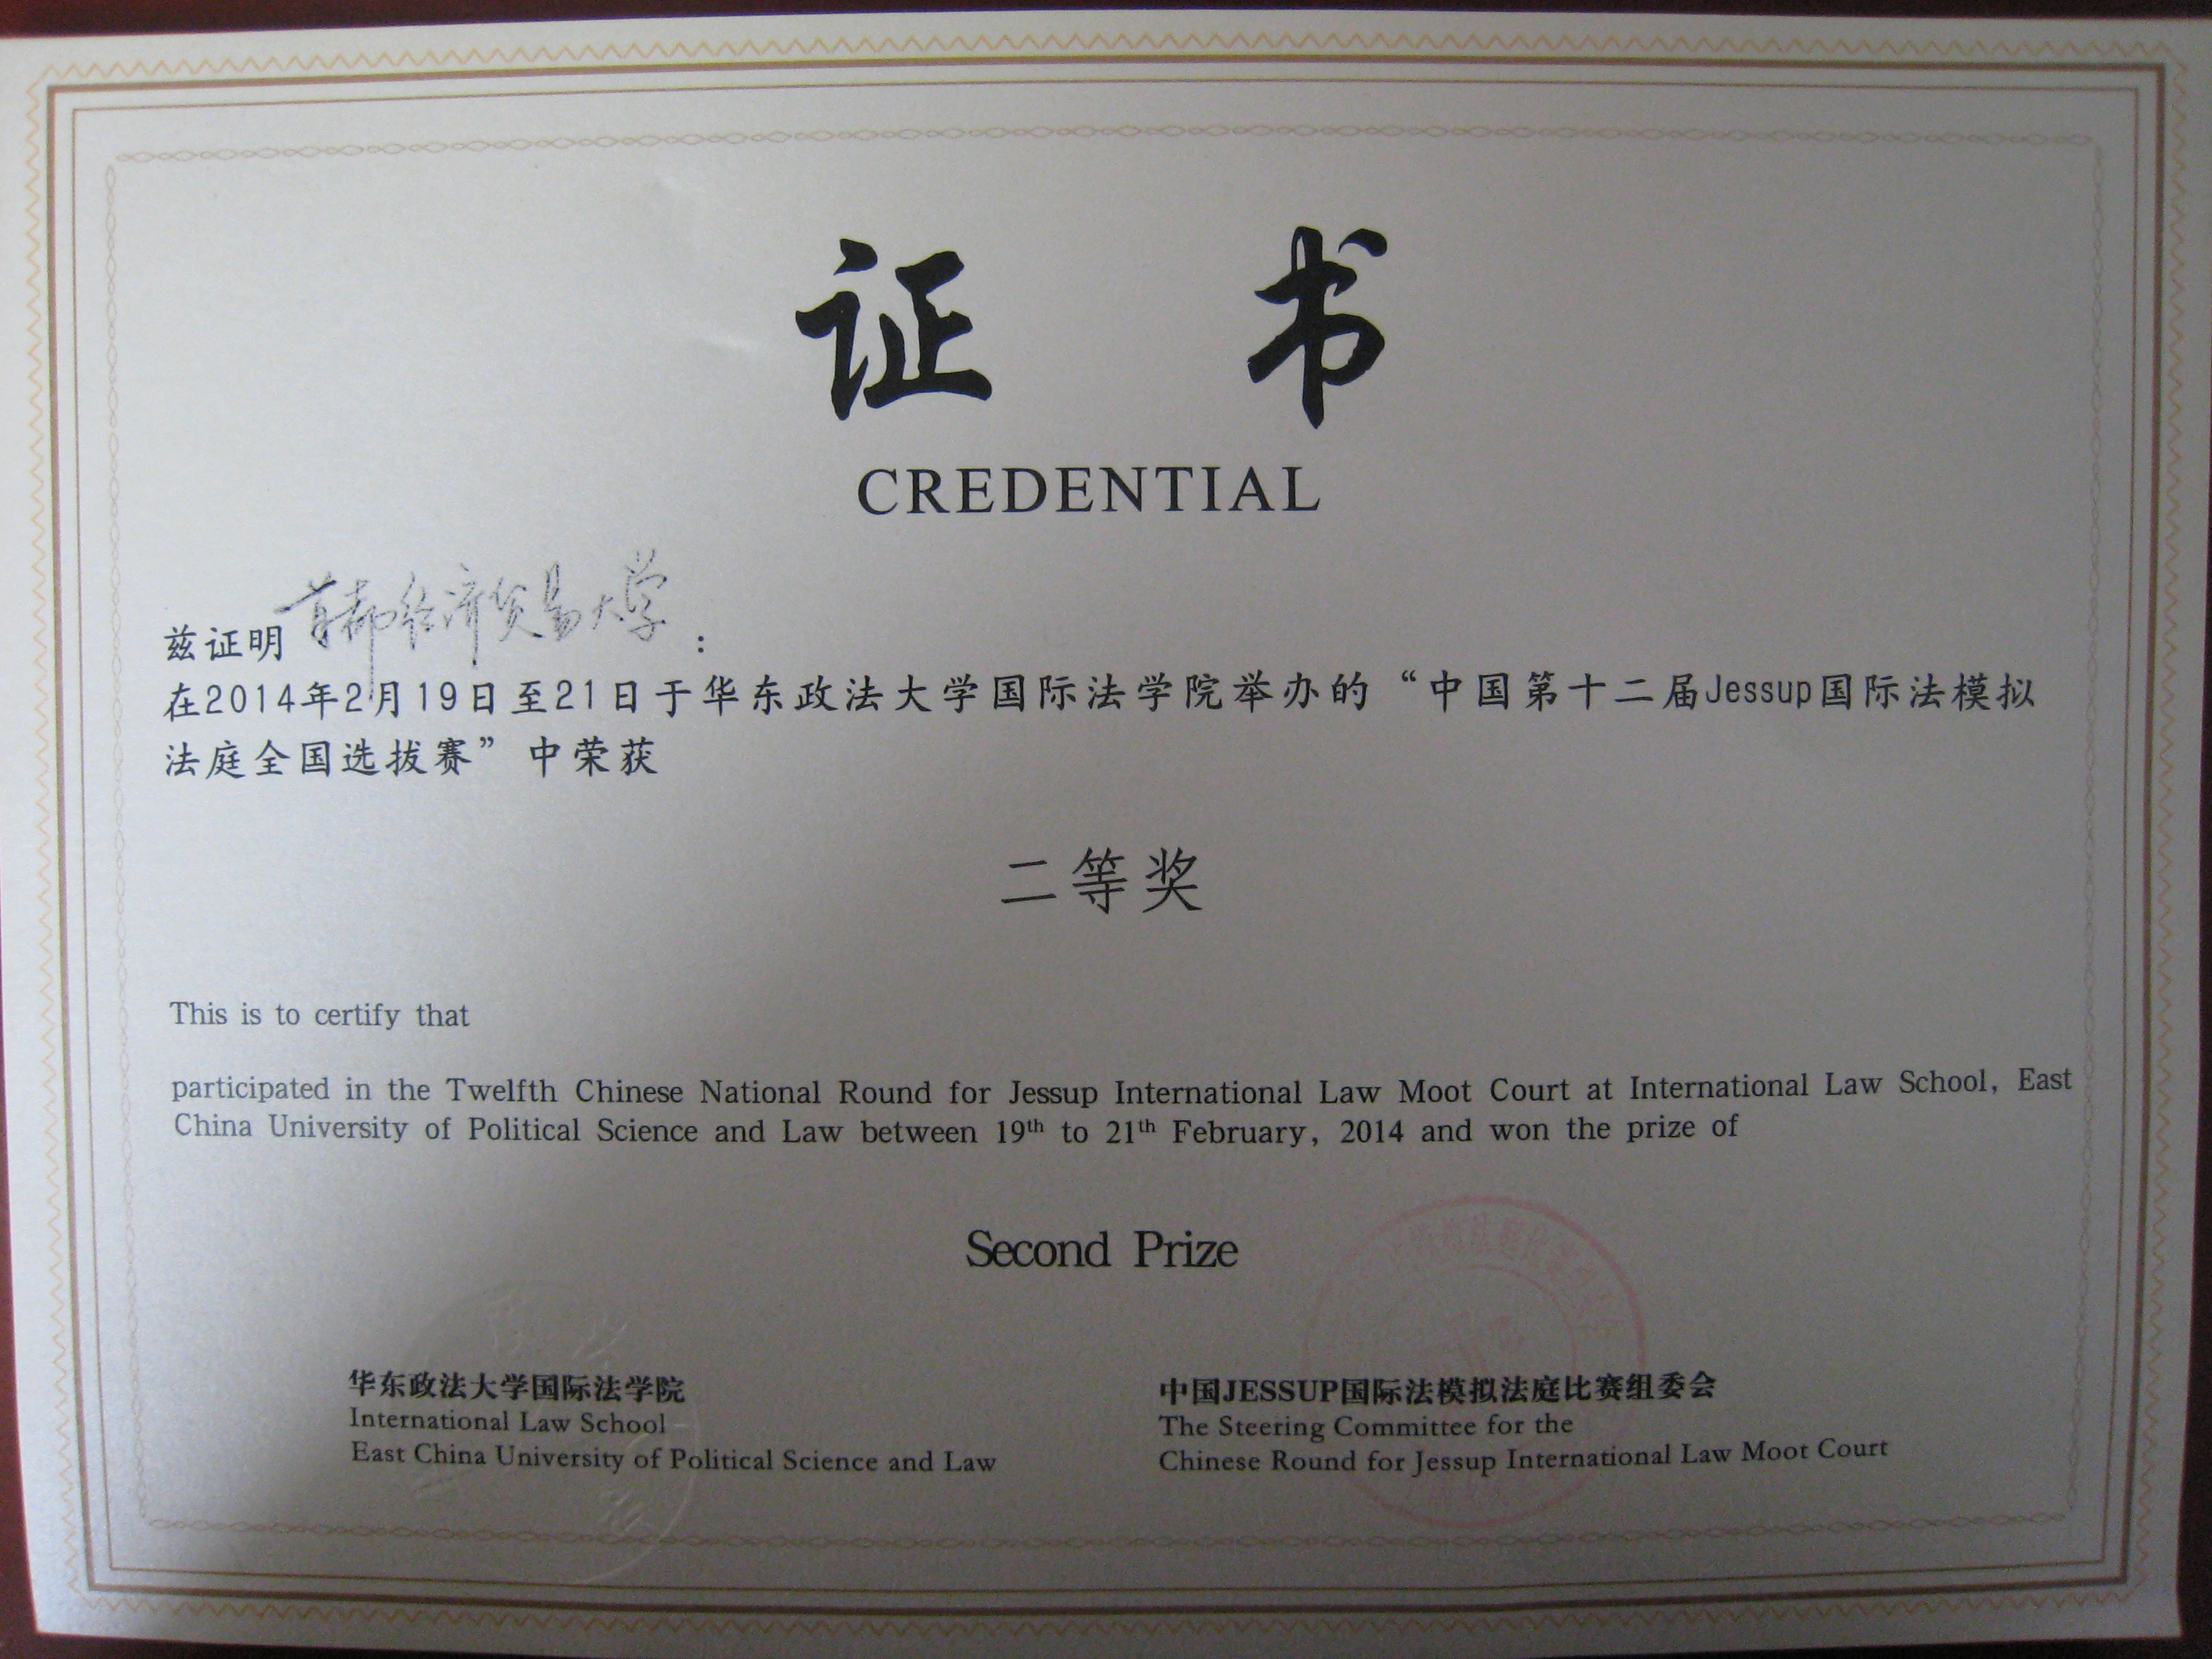 证 书
CREDENTIAL
兹证明 首都经济贸易大学 :
在2014年2月19日至21日于华东政法大学国际法学院举办的“中国第十二届Jessup国际法模拟
法庭全国选拔赛”中荣获
二等奖
This is to certify that
participated in the Twelfth Chinese National Round for Jessup International Law Moot Court at International Law School, East
China University of Political Science and Law between 19th to 21th February, 2014 and won the prize of
Second Prize
华东政法大学国际法学院
International Law School
East China University of Political Science and Law
中国JESSUP国际法模拟法庭比赛组委会
The Steering Committee for the
Chinese Round for Jessup International Law Moot Court